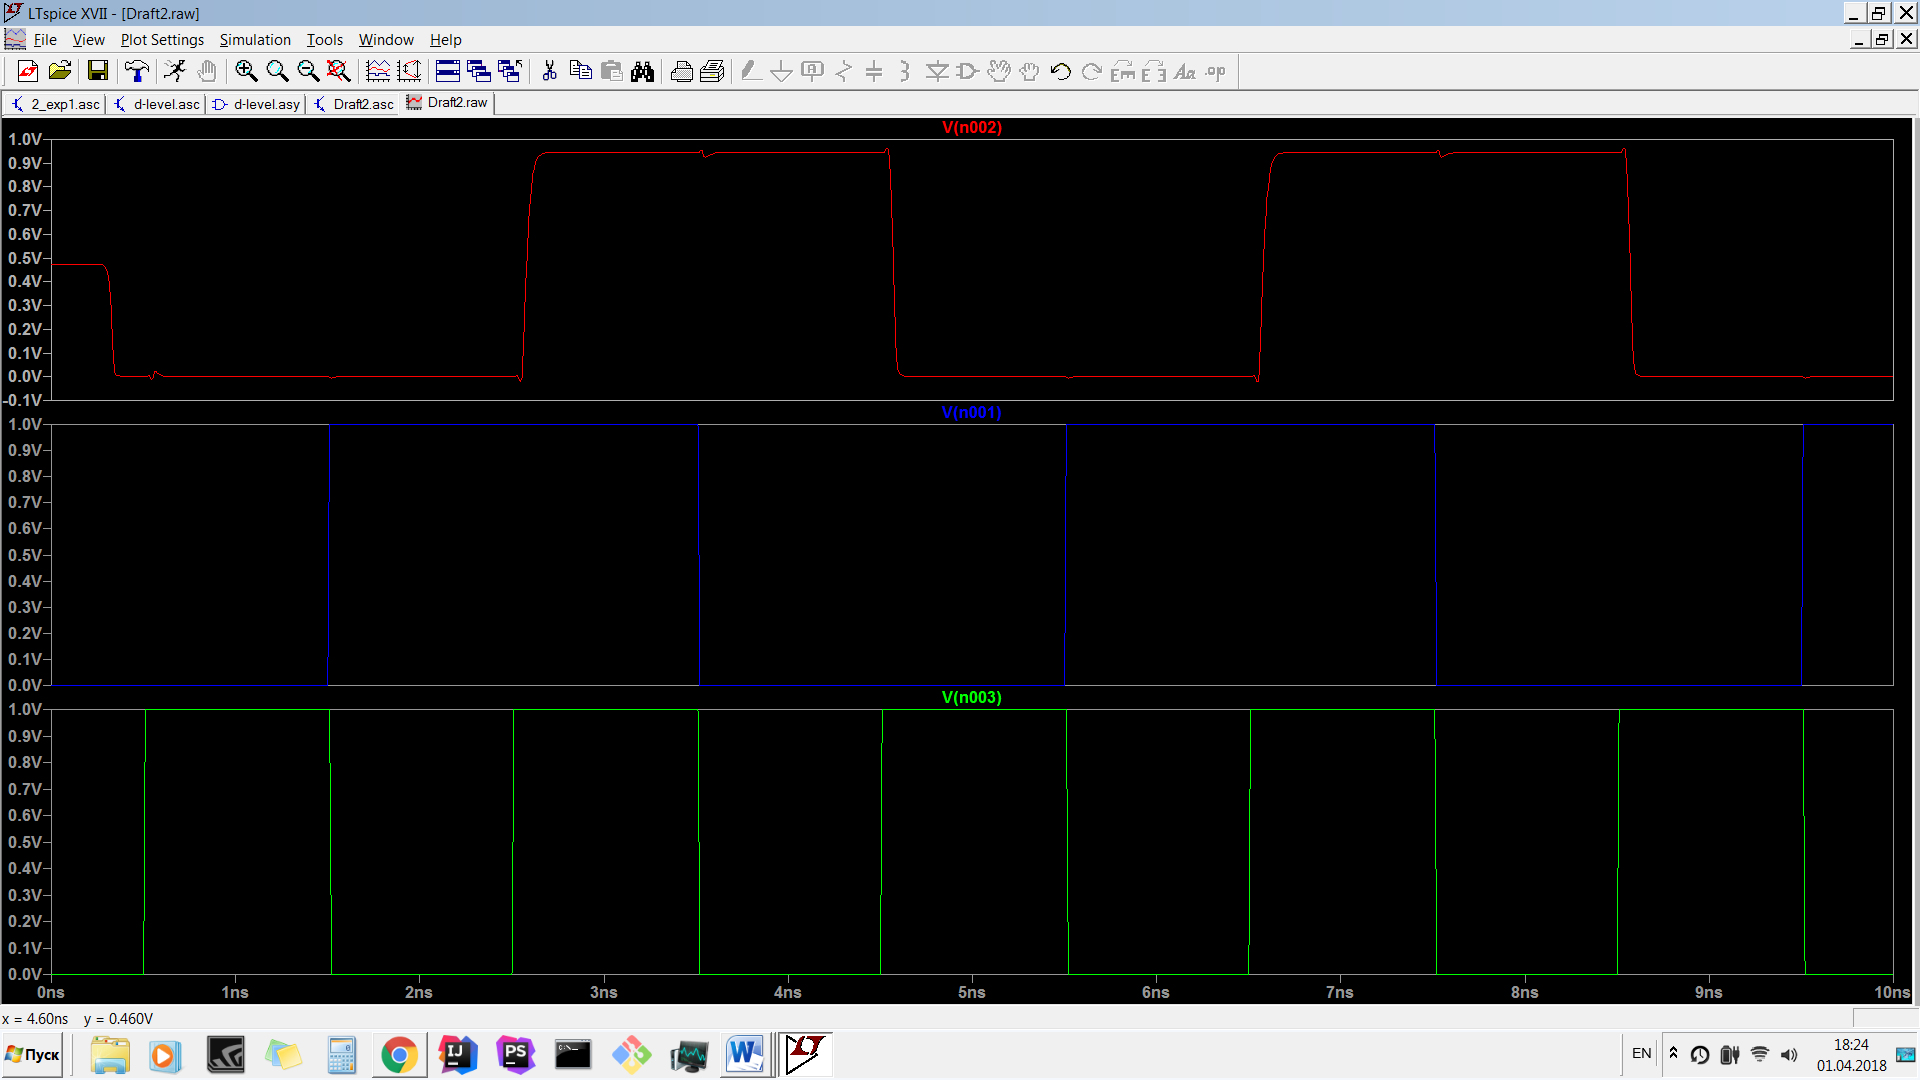 LTspice XVII - [Draft2.raw]
File View Plot Settings Simulation Tools Window Help
2_exp1.asc d-level.asc d-level.asy Draft2.asc Draft2.raw
V(n002)
1.0V
0.9V
0.8V
0.7V
0.6V
0.5V
0.4V
0.3V
0.2V
0.1V
0.0V
-0.1V
V(n001)
1.0V
0.9V
0.8V
0.7V
0.6V
0.5V
0.4V
0.3V
0.2V
0.1V
0.0V
V(n003)
1.0V
0.9V
0.8V
0.7V
0.6V
0.5V
0.4V
0.3V
0.2V
0.1V
0.0V
0ns 1ns 2ns 3ns 4ns 5ns 6ns 7ns 8ns 9ns 10ns
x = 4.60ns y = 0.460V
Пуск
EN
18:24
01.04.2018